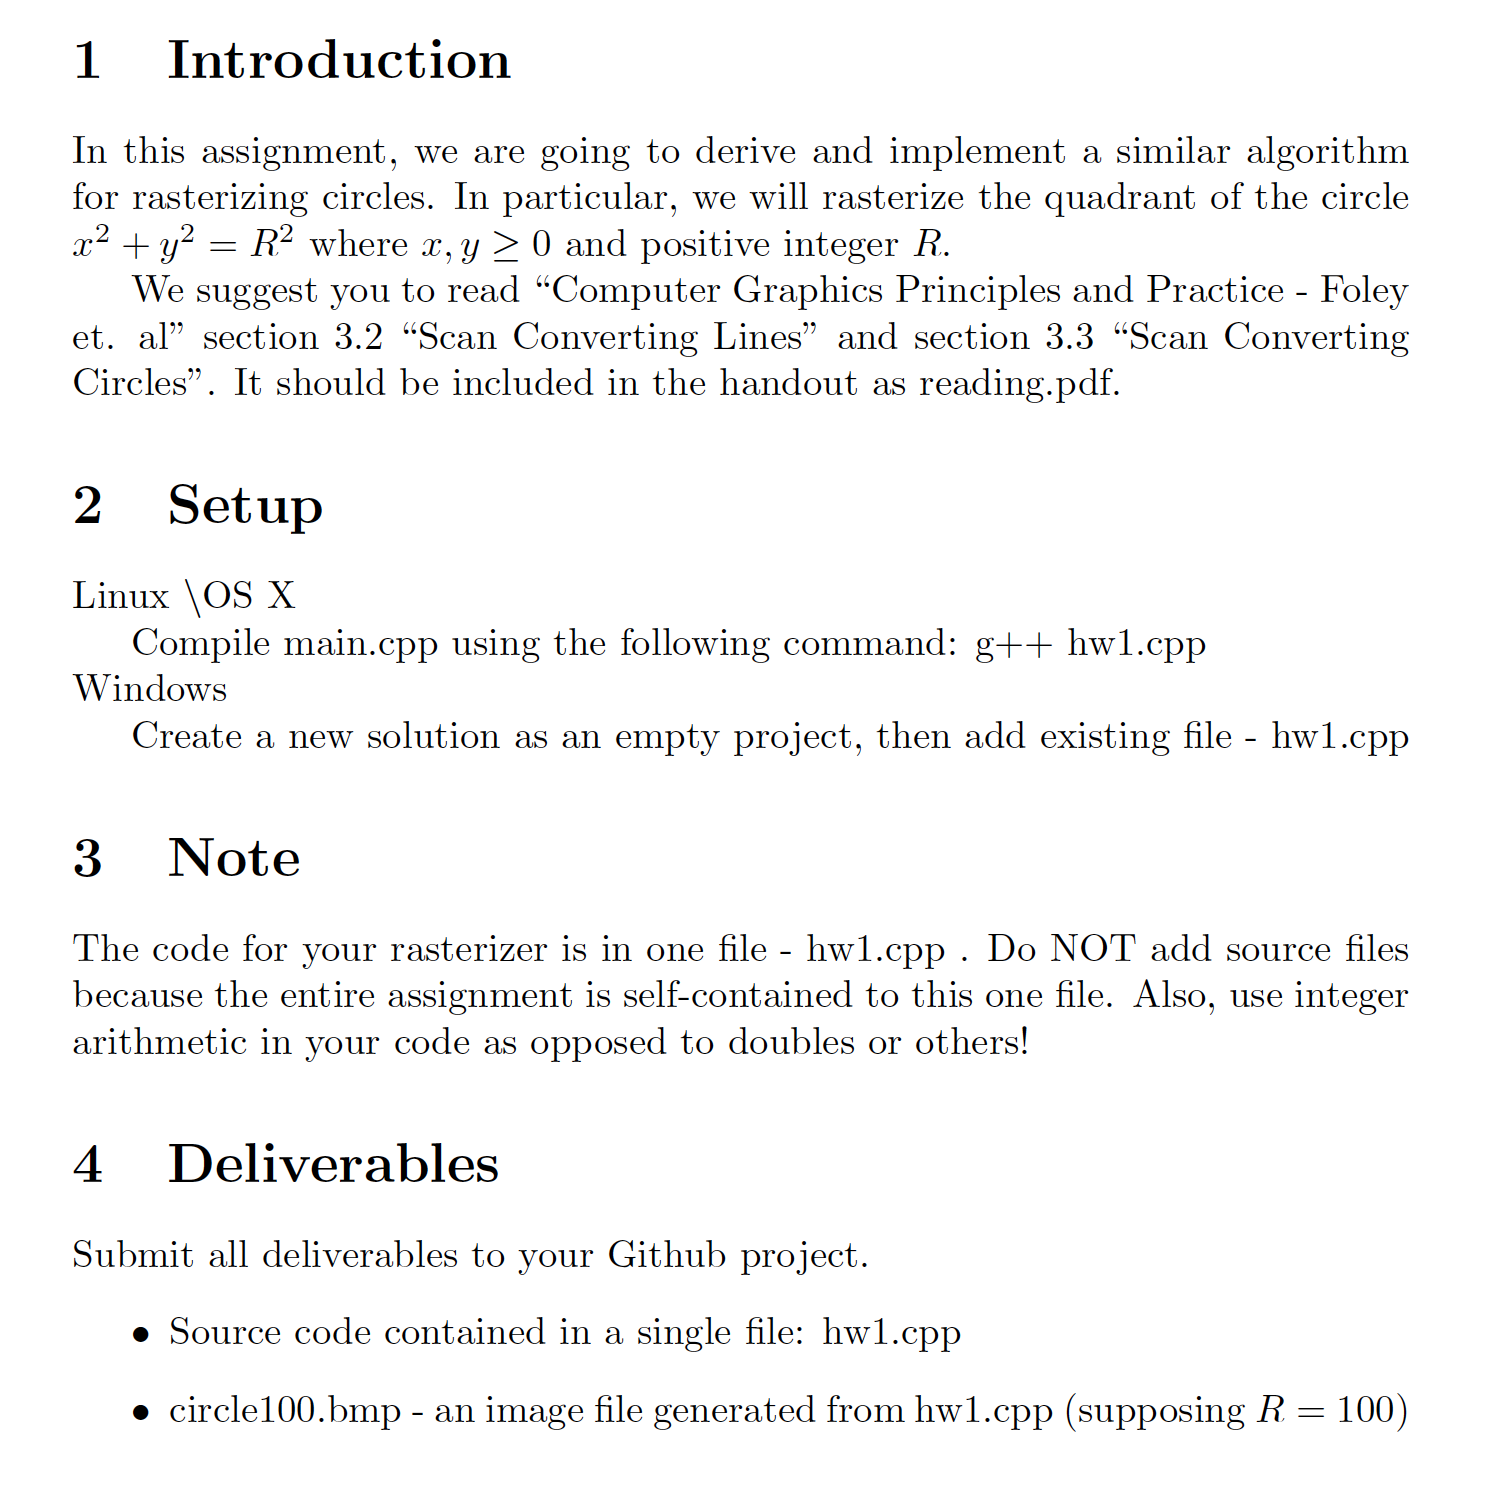 1 Introduction
In this assignment, we are going to derive and implement a similar algorithm
for rasterizing circles. In particular, we will rasterize the quadrant of the circle
x² + y² = R² where x, y ≥ 0 and positive integer R.
We suggest you to read “Computer Graphics Principles and Practice - Foley
et. al” section 3.2 “Scan Converting Lines” and section 3.3 “Scan Converting
Circles”. It should be included in the handout as reading.pdf.
2 Setup
Linux \OS X
Compile main.cpp using the following command: g++ hw1.cpp
Windows
Create a new solution as an empty project, then add existing file - hw1.cpp
3 Note
The code for your rasterizer is in one file - hw1.cpp . Do NOT add source files
because the entire assignment is self-contained to this one file. Also, use integer
arithmetic in your code as opposed to doubles or others!
4 Deliverables
Submit all deliverables to your Github project.
• Source code contained in a single file: hw1.cpp
• circle100.bmp - an image file generated from hw1.cpp (supposing R = 100)